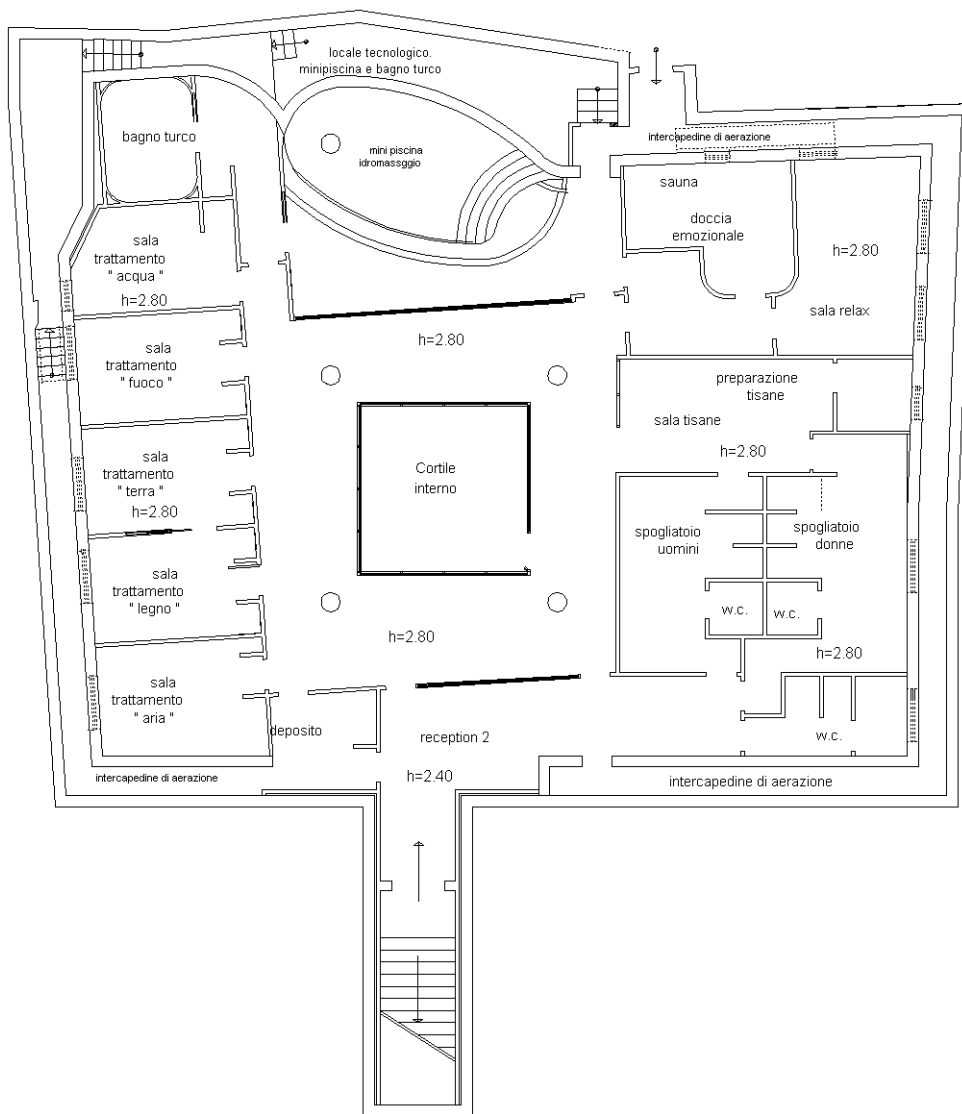 locale tecnologico.
minipiscina e bagno turco
bagno turco
mini piscina
idromassggio
intercapedine di aerazione
sauna
doccia
emozionale
h=2.80
sala relax
sala
trattamento
" acqua "
h=2.80
h=2.80
sala
trattamento
" fuoco "
preparazione
tisane
sala tisane
h=2.80
sala
trattamento
" terra "
h=2.80
Cortile
interno
spogliatoio
uomini
spogliatoio
donne
sala
trattamento
" legno "
w.c.
w.c.
h=2.80
h=2.80
sala
trattamento
" aria "
deposito
reception 2
w.c.
h=2.40
intercapedine di aerazione
intercapedine di aerazione